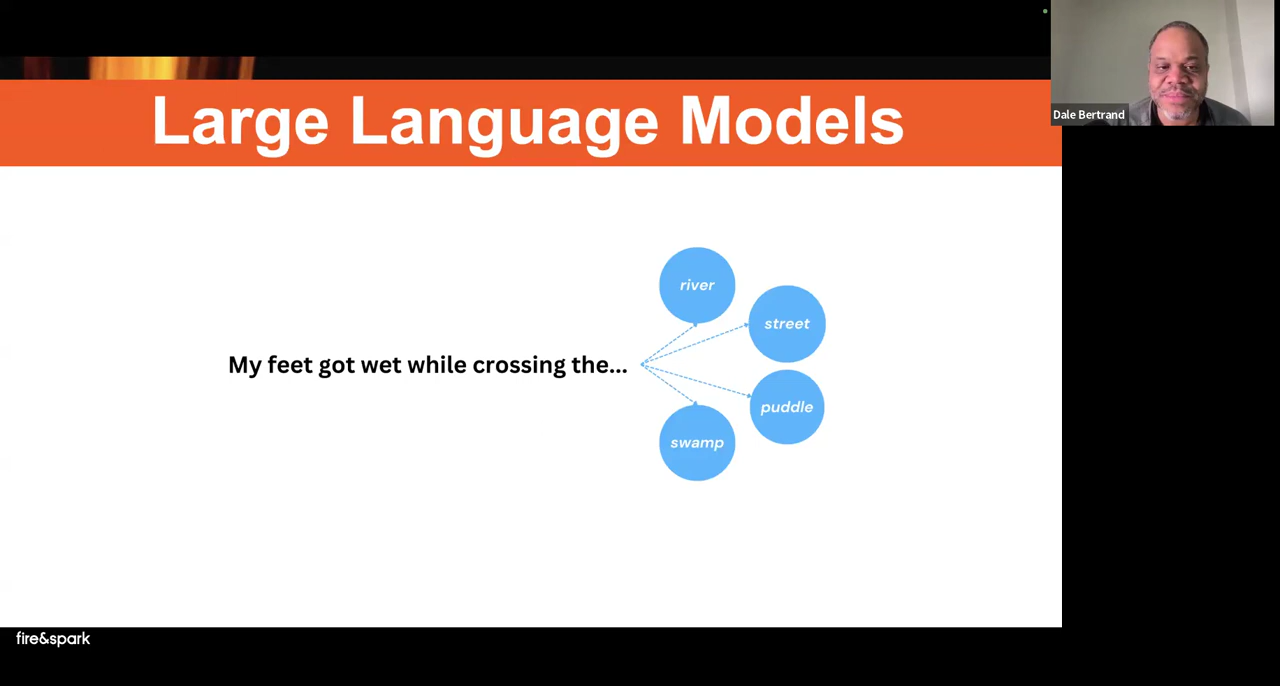 Large Language Models
Dale Bertrand
river
street
My feet got wet while crossing the...
puddle
swamp
fire&spark